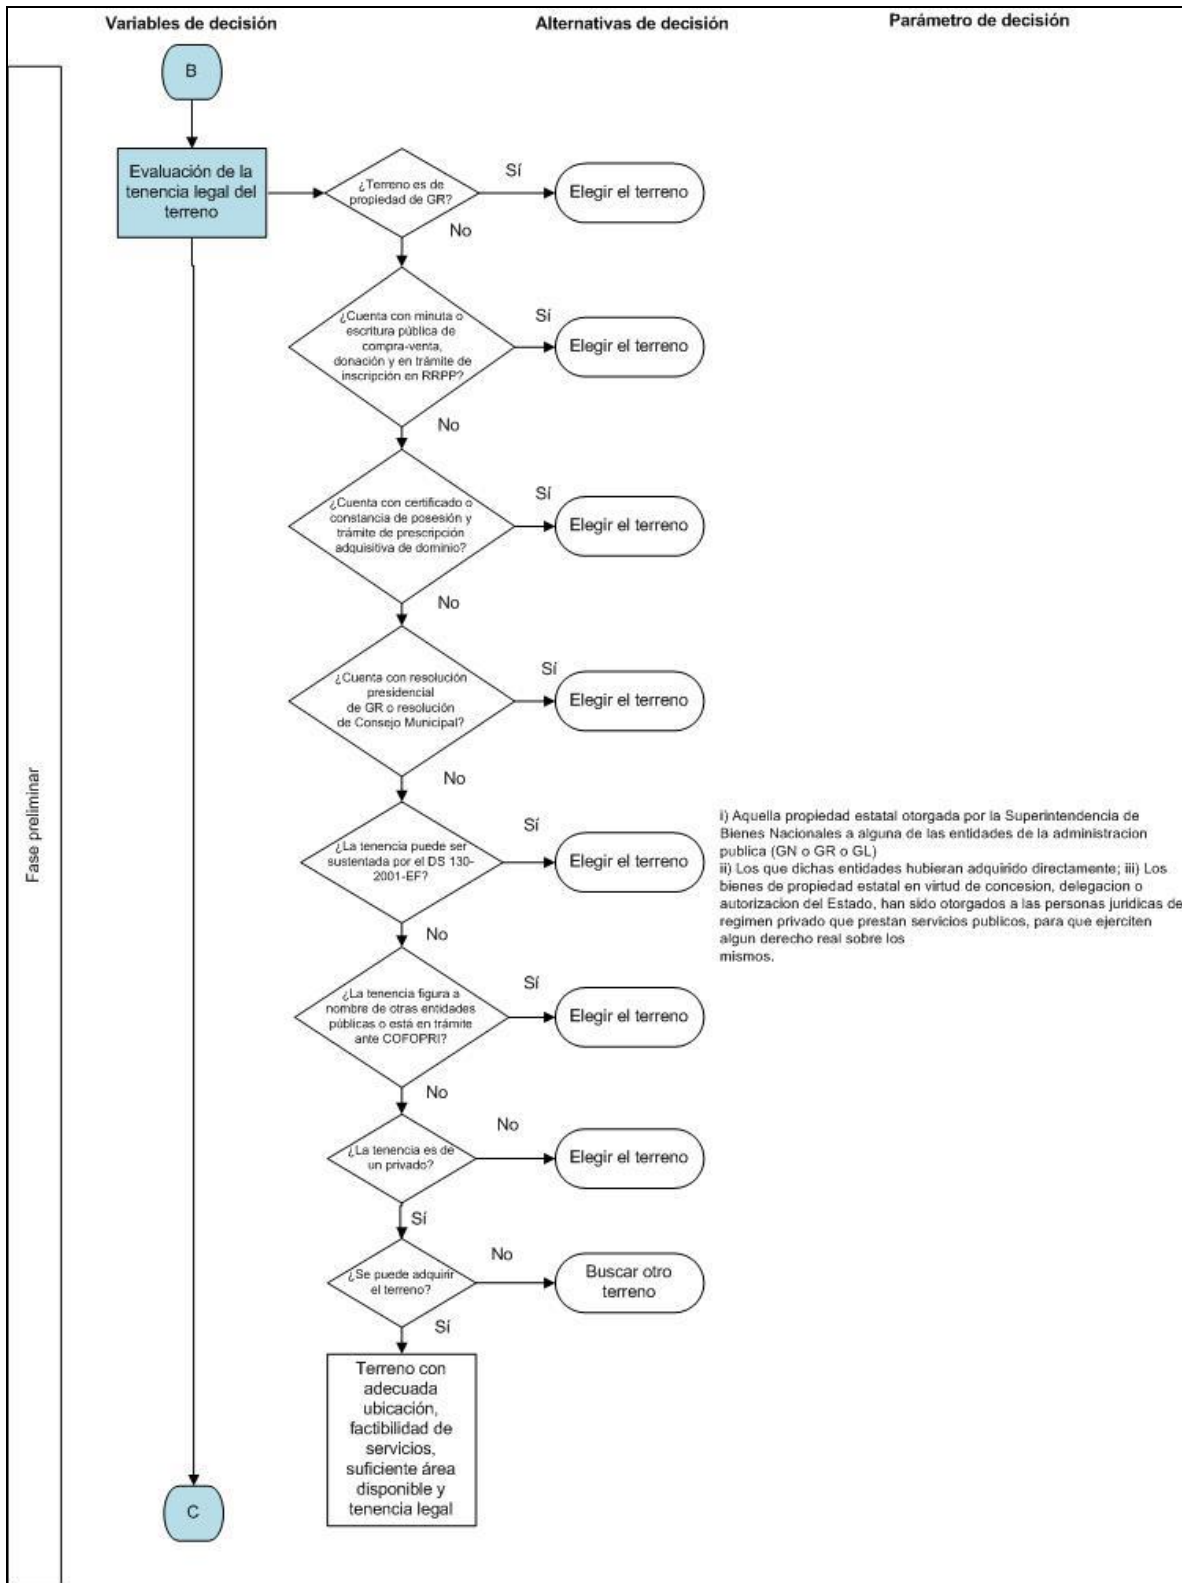 Variables de decisión
Alternativas de decisión
Parámetro de decisión
Fase preliminar
B
Evaluación de la
tenencia legal del
terreno
¿Terreno es de
propiedad de GR?
Sí
Elegir el terreno
No
¿Cuenta con minuta o
escritura pública de
compra-venta,
donación y en trámite de
inscripción en RRPP?
Sí
Elegir el terreno
No
¿Cuenta con certificado o
constancia de posesión y
trámite de prescripción
adquisitiva de dominio?
Sí
Elegir el terreno
No
¿Cuenta con resolución
presidencial
de GR o resolución
de Consejo Municipal?
Sí
Elegir el terreno
No
¿La tenencia puede ser
sustentada por el DS 130-
2001-EF?
Sí
Elegir el terreno
i) Aquella propiedad estatal otorgada por la Superintendencia de
Bienes Nacionales a alguna de las entidades de la administracion
publica (GN o GR o GL)
ii) Los que dichas entidades hubieran adquirido directamente; iii) Los
bienes de propiedad estatal en virtud de concesion, delegacion o
autorizacion del Estado, han sido otorgados a las personas juridicas de
regimen privado que prestan servicios publicos, para que ejerciten
algun derecho real sobre los
mismos.
No
¿La tenencia figura a
nombre de otras entidades
públicas o está en trámite
ante COFOPRI?
Sí
Elegir el terreno
No
¿La tenencia es de
un privado?
No
Elegir el terreno
Sí
¿Se puede adquirir
el terreno?
No
Buscar otro
terreno
Sí
Terreno con
adecuada
ubicación,
factibilidad de
servicios,
suficiente área
disponible y
tenencia legal
C